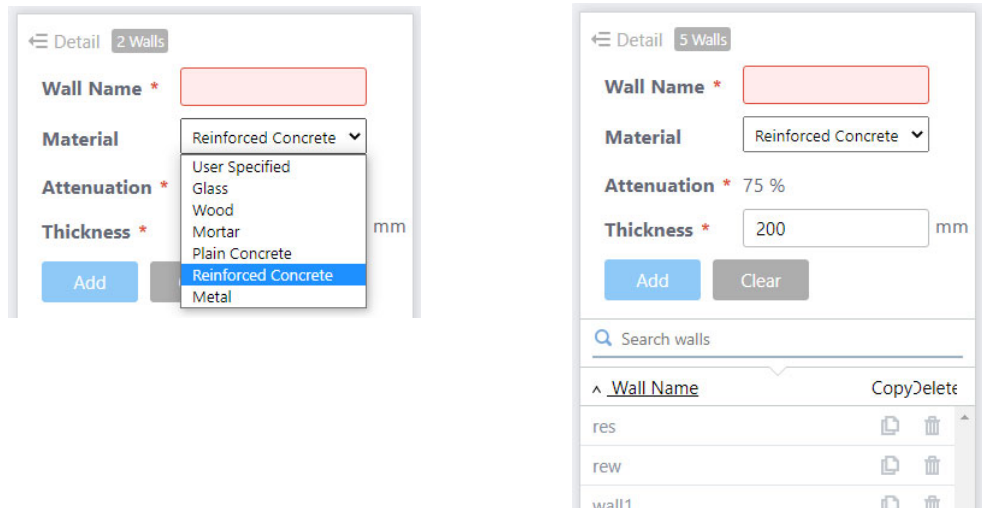 Detail 2 Walls
Wall Name *
Material Reinforced Concrete
User Specified
Glass
Attenuation *
Wood
Mortar
Thickness * mm
Plain Concrete
Reinforced Concrete
Add
Metal
Detail 5 Walls
Wall Name *
Material Reinforced Concrete
Attenuation * 75 %
Thickness * 200 mm
Add Clear
Search walls
Wall Name Copy Delete
res
rew
wall1